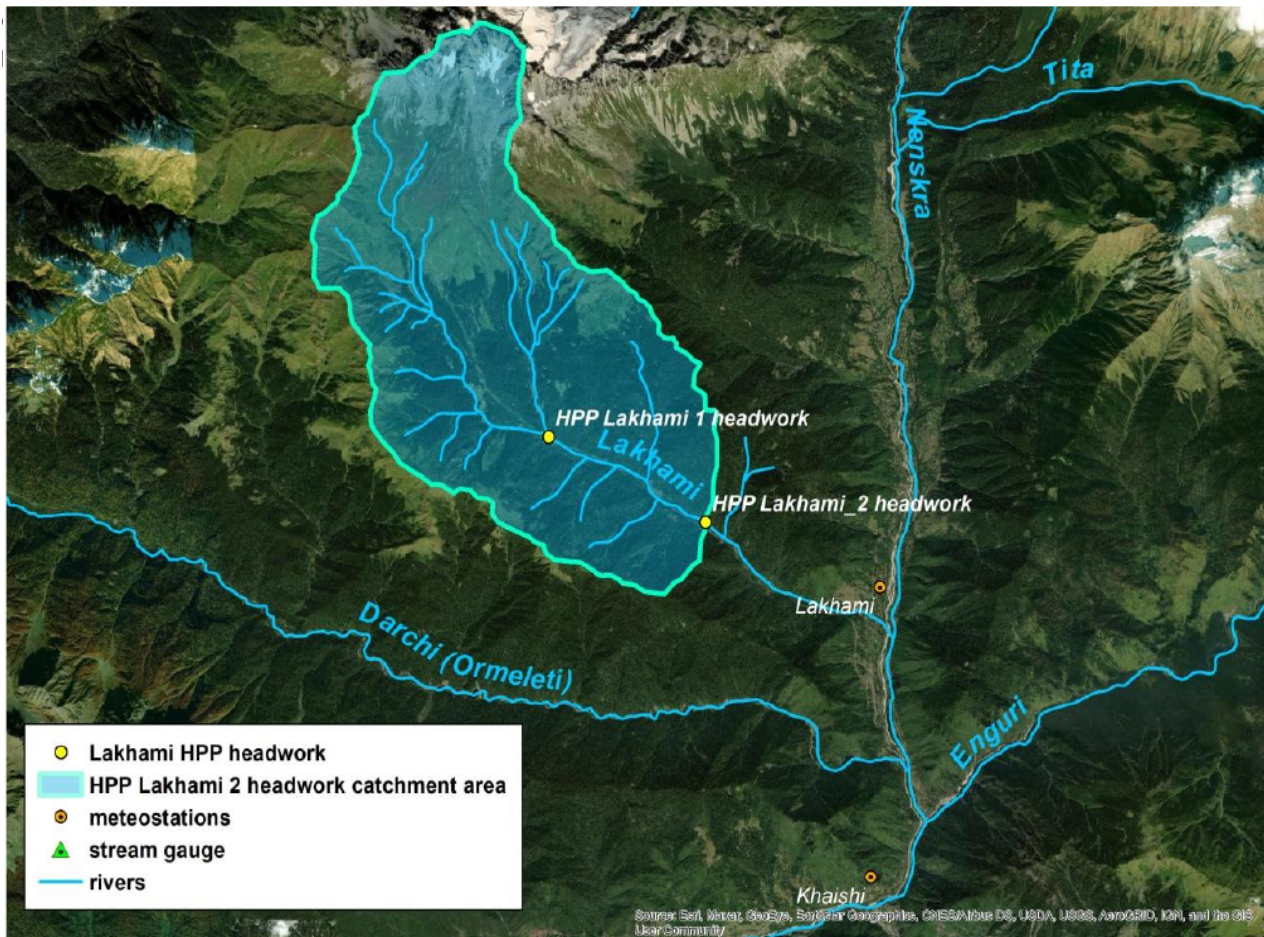 Tita
Nenskra
HPP Lakhami 1 headwork
Lakhami
HPP Lakhami_2 headwork
Lakhami
Darchi (Ormeleti)
Enguri
Khaishi
Lakhami HPP headwork
HPP Lakhami 2 headwork catchment area
meteostations
stream gauge
rivers
Source: Esri, Maxar, GeoEye, Earthstar Geographics, CNES/Airbus DS, USDA, USGS, AeroGRID, IGN, and the GIS
User Community